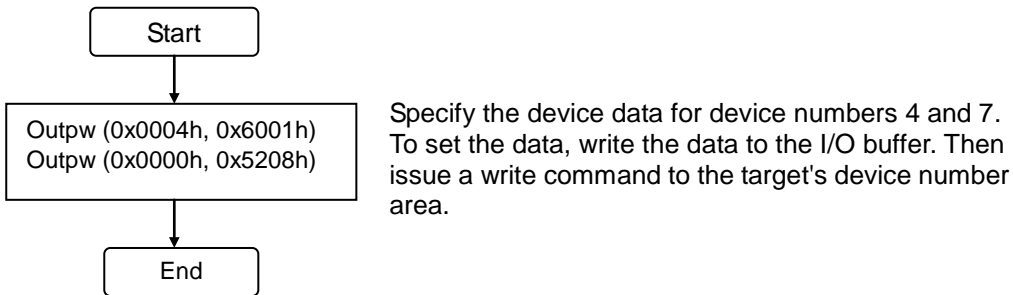 Start
Outpw (0x0004h, 0x6001h)
Outpw (0x0000h, 0x5208h)
End
Specify the device data for device numbers 4 and 7.
To set the data, write the data to the I/O buffer. Then
issue a write command to the target's device number
area.